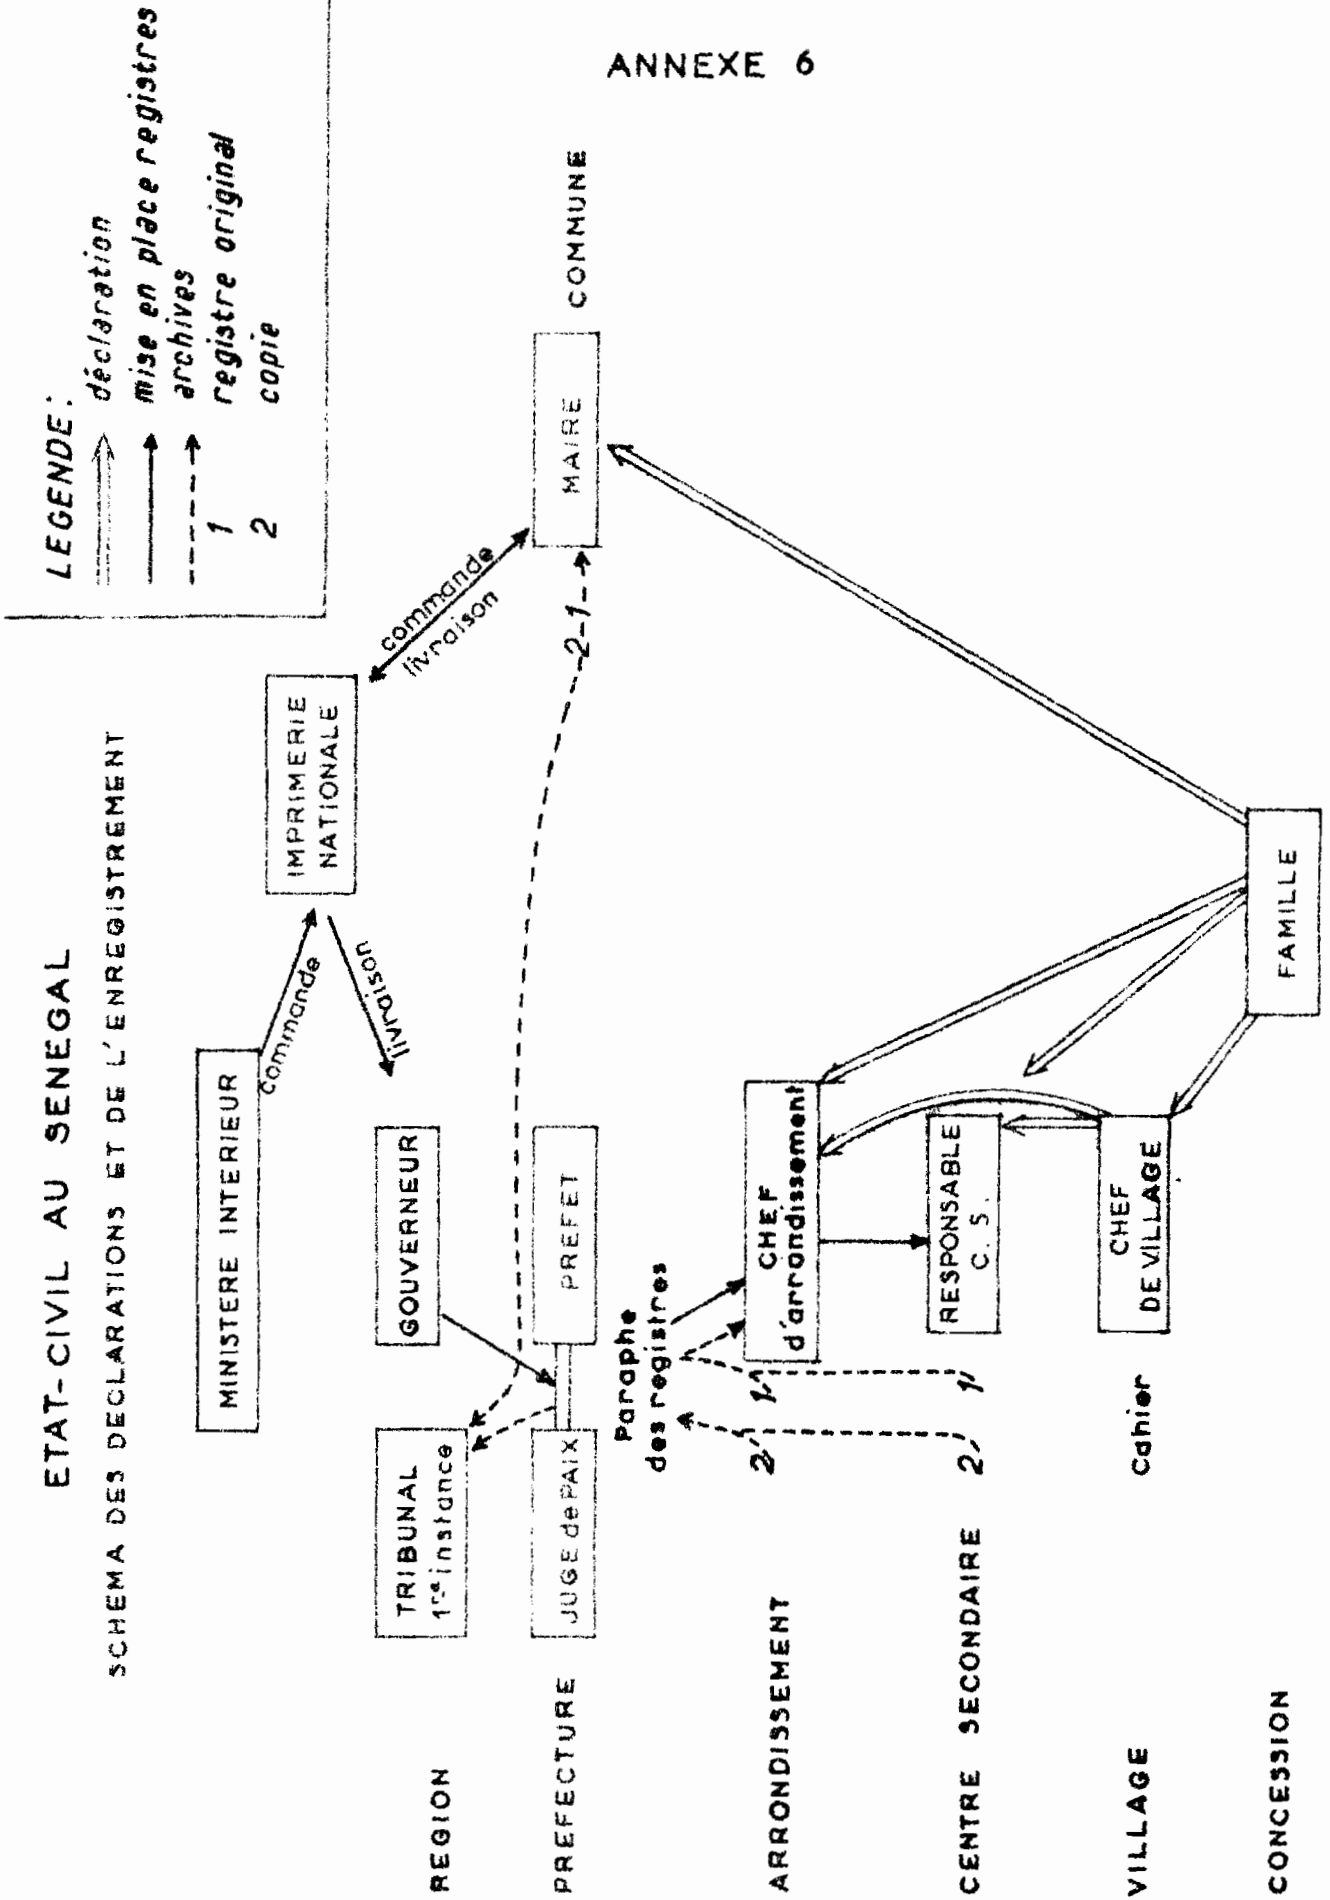 ANNEXE 6
ETAT-CIVIL AU SENEGAL
SCHEMA DES DECLARATIONS ET DE L'ENREGISTREMENT
LEGENDE:
déclaration
mise en place registres
archives
1 registre original
2 copie
MINISTERE INTERIEUR
commande
IMPRIMERIE
NATIONALE
livraison
commande
livraison
REGION
TRIBUNAL
1re instance
GOUVERNEUR
PREFECTURE
JUGE de PAIX
PREFET
2-1
MAIRE
COMMUNE
Paraphe
des registres
ARRONDISSEMENT
2
1
CHEF
d'arrondissement
CENTRE SECONDAIRE
2
1
RESPONSABLE
C. S.
VILLAGE
Cahier
CHEF
DE VILLAGE
CONCESSION
FAMILLE